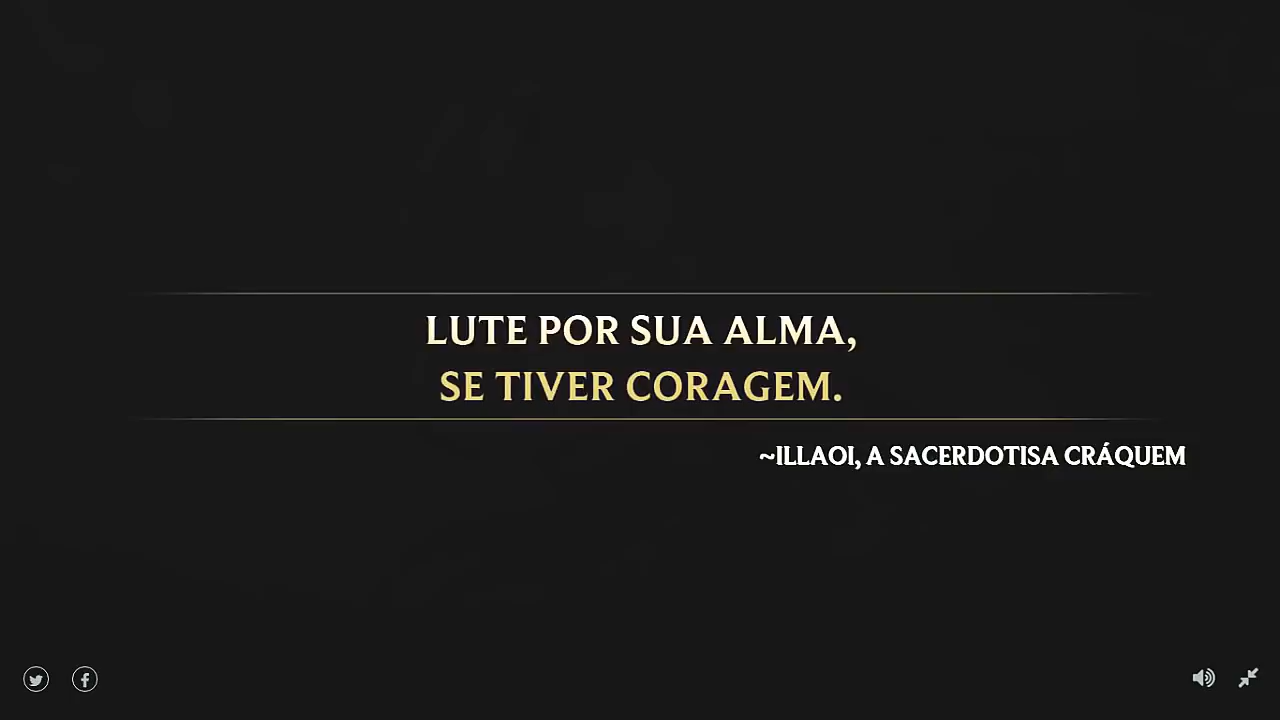 LUTE POR SUA ALMA,
SE TIVER CORAGEM.
~ILLAOI, A SACERDOTISA CRÁQUEM